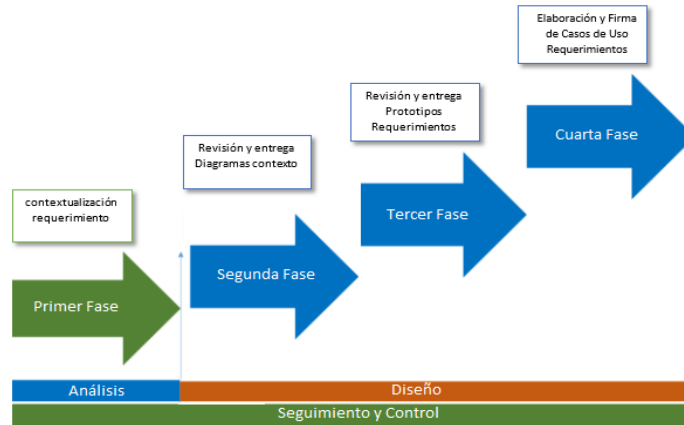 Elaboración y Firma
de Casos de Uso
Requerimientos
Cuarta Fase
Revisión y entrega
Prototipos
Requerimientos
Tercer Fase
Revisión y entrega
Diagramas contexto
Segunda Fase
contextualización
requerimiento
Primer Fase
Análisis
Diseño
Seguimiento y Control